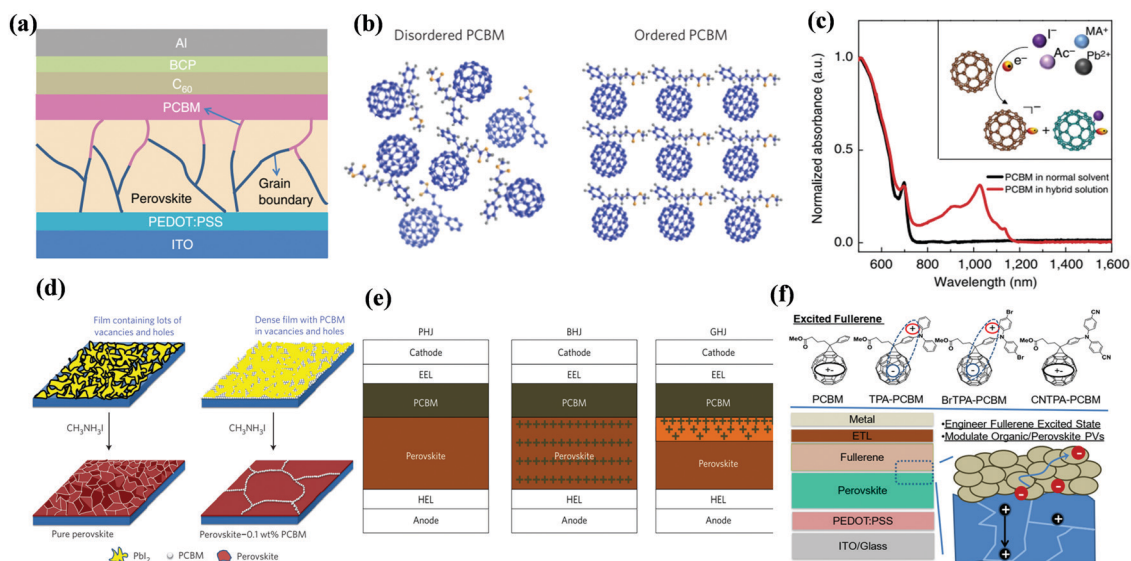 (a)
Al
BCP
C60
PCBM
Perovskite
Grain
boundary
PEDOT:PSS
ITO
(b)
Disordered PCBM
Ordered PCBM
(c)
Normalized absorbance (a.u.)
1.0
0.5
0.0
I−
MA+
e−
Ac−
Pb2+
−
+
PCBM in normal solvent
PCBM in hybrid solution
600
800
1,000
1,200
1,400
1,600
Wavelength (nm)
(d)
Film containing lots of
vacancies and holes
Dense film with PCBM
in vacancies and holes
CH3NH3I
CH3NH3I
Pure perovskite
Perovskite–0.1 wt% PCBM
PbI2
PCBM
Perovskite
(e)
PHJ
BHJ
GHJ
Cathode
Cathode
Cathode
EEL
EEL
EEL
PCBM
PCBM
PCBM
Perovskite
Perovskite
Perovskite
HEL
HEL
HEL
Anode
Anode
Anode
(f)
Excited Fullerene
MeO
O
MeO
O
MeO
O
Br
N
Br
MeO
O
CN
N
CN
PCBM
TPA-PCBM
BrTPA-PCBM
CNTPA-PCBM
Metal
ETL
Fullerene
Perovskite
PEDOT:PSS
ITO/Glass
•Engineer Fullerene Excited State
•Modulate Organic/Perovskite PVs